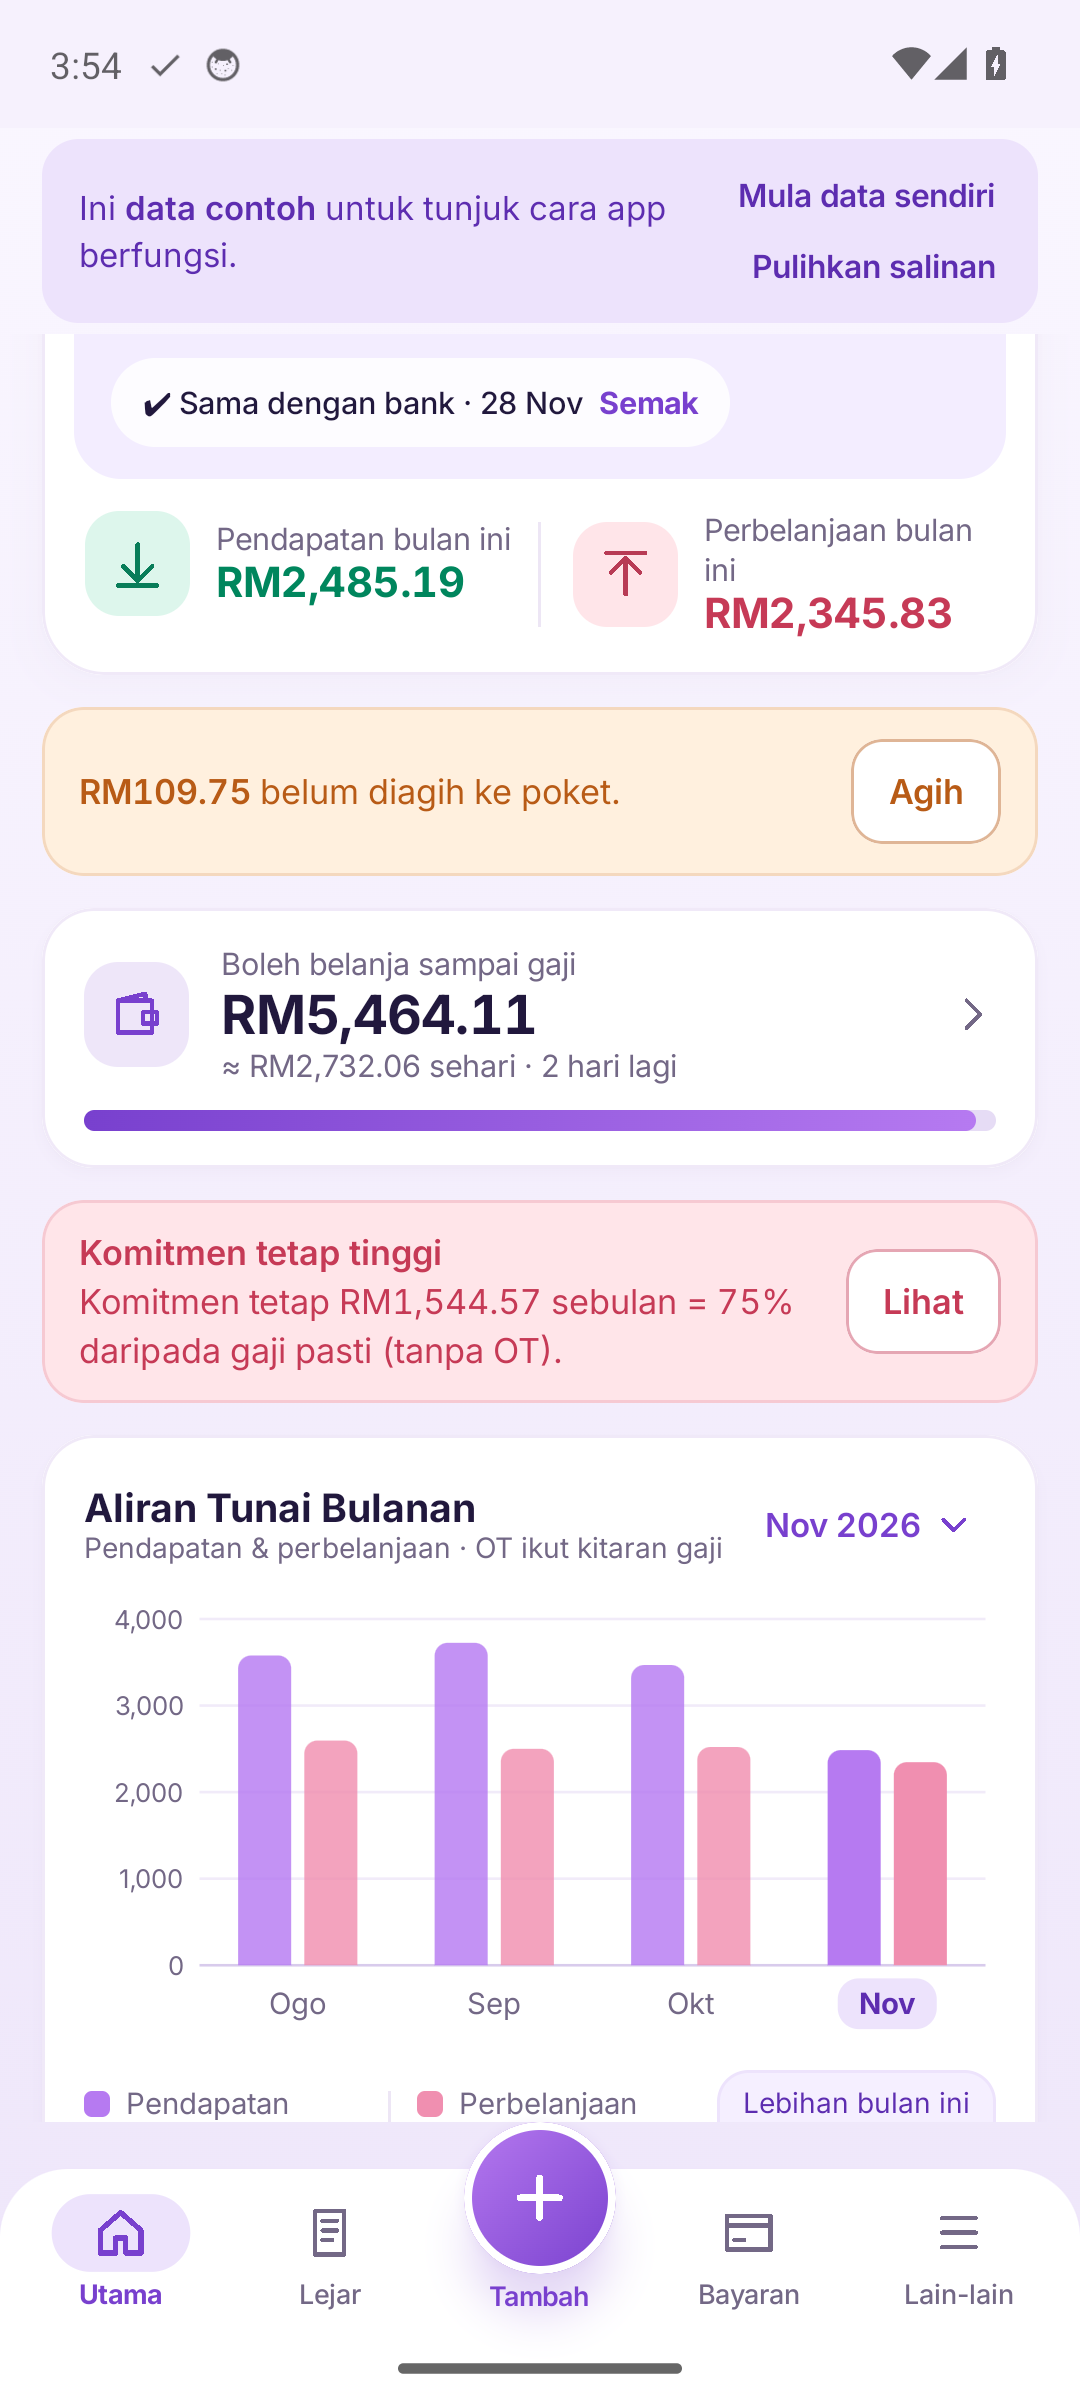 3:54
Ini data contoh untuk tunjuk cara app
berfungsi.
Mula data sendiri
Pulihkan salinan
✔ Sama dengan bank · 28 Nov Semak
Pendapatan bulan ini
RM2,485.19
Perbelanjaan bulan
ini
RM2,345.83
RM109.75 belum diagih ke poket.
Agih
Boleh belanja sampai gaji
RM5,464.11
≈ RM2,732.06 sehari · 2 hari lagi
Komitmen tetap tinggi
Komitmen tetap RM1,544.57 sebulan = 75%
daripada gaji pasti (tanpa OT).
Lihat
Aliran Tunai Bulanan
Pendapatan & perbelanjaan · OT ikut kitaran gaji
Nov 2026
4,000
3,000
2,000
1,000
0
Ogo
Sep
Okt
Nov
Pendapatan
Perbelanjaan
Lebihan bulan ini
Utama
Lejar
Tambah
Bayaran
Lain-lain